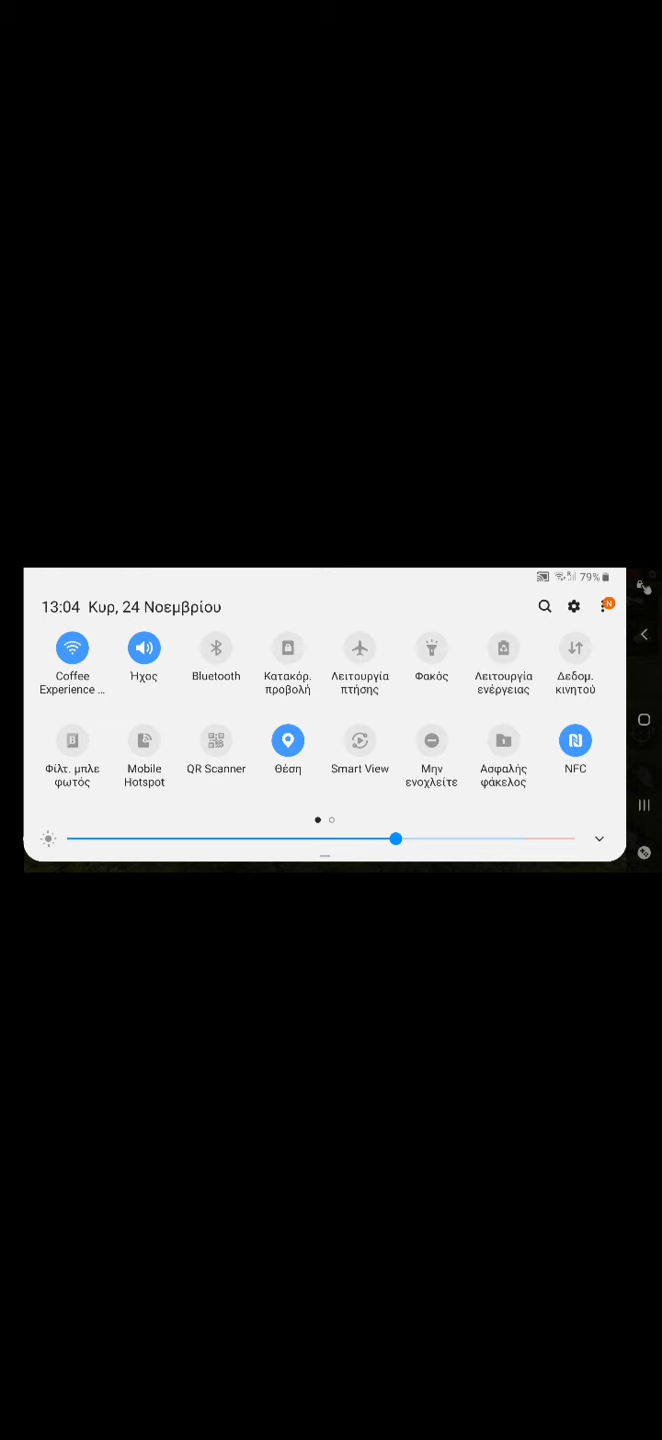 79%
13:04 Κυρ, 24 Νοεμβρίου
N
Coffee Experience ...
Ήχος
Bluetooth
Κατακόρ. προβολή
Λειτουργία πτήσης
Φακός
Λειτουργία ενέργειας
Δεδομ. κινητού
Φίλτ. μπλε φωτός
Mobile Hotspot
QR Scanner
Θέση
Smart View
Μην ενοχλείτε
Ασφαλής φάκελος
NFC